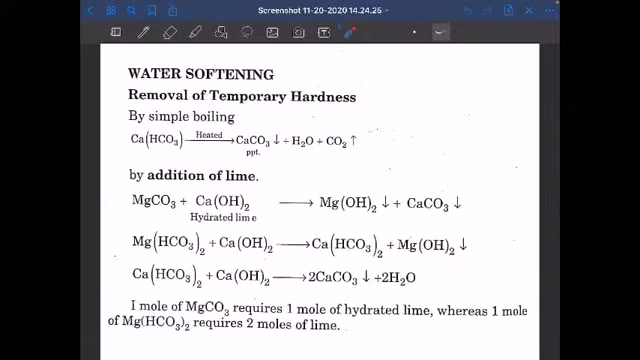 Screenshot 11-20-2020 14.24.25
WATER SOFTENING
Removal of Temporary Hardness
By simple boiling
Ca(HCO₃) —Heated→ CaCO₃ ↓ + H₂O + CO₂ ↑
ppt.
by addition of lime.
MgCO₃ + Ca(OH)₂ ⟶ Mg(OH)₂ ↓ + CaCO₃ ↓
Hydrated lime
Mg(HCO₃)₂ + Ca(OH)₂ ⟶ Ca(HCO₃)₂ + Mg(OH)₂ ↓
Ca(HCO₃)₂ + Ca(OH)₂ ⟶ 2CaCO₃ ↓ +2H₂O
I mole of MgCO₃ requires 1 mole of hydrated lime, whereas 1 mole
of Mg(HCO₃)₂ requires 2 moles of lime.